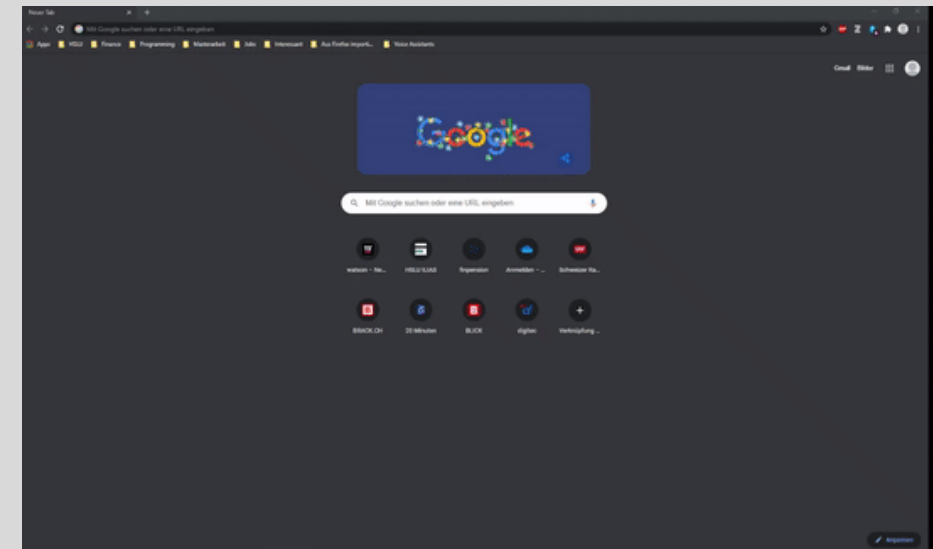 Neuer Tab
Mit Google suchen oder eine URL eingeben
Apps HSLU Finance Programming Masterarbeit Jobs Interessant Aus Firefox importi... Voice Assistants
Gmail Bilder
Google
Mit Google suchen oder eine URL eingeben
watson – Ne... HSLU ILIAS finpension Anmelden – ... Schweizer Ra...
BRACK.CH 20 Minuten BLICK digitec Verknüpfung ...
Anpassen